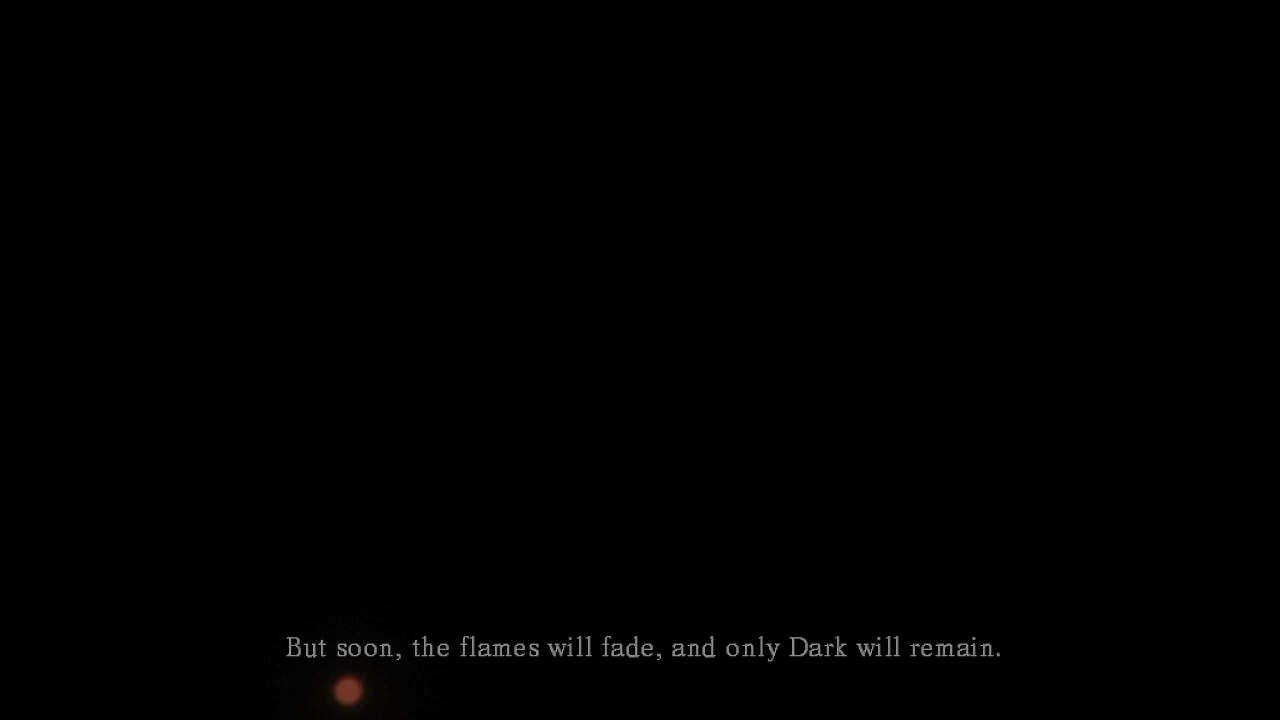 But soon, the flames will fade, and only Dark will remain.